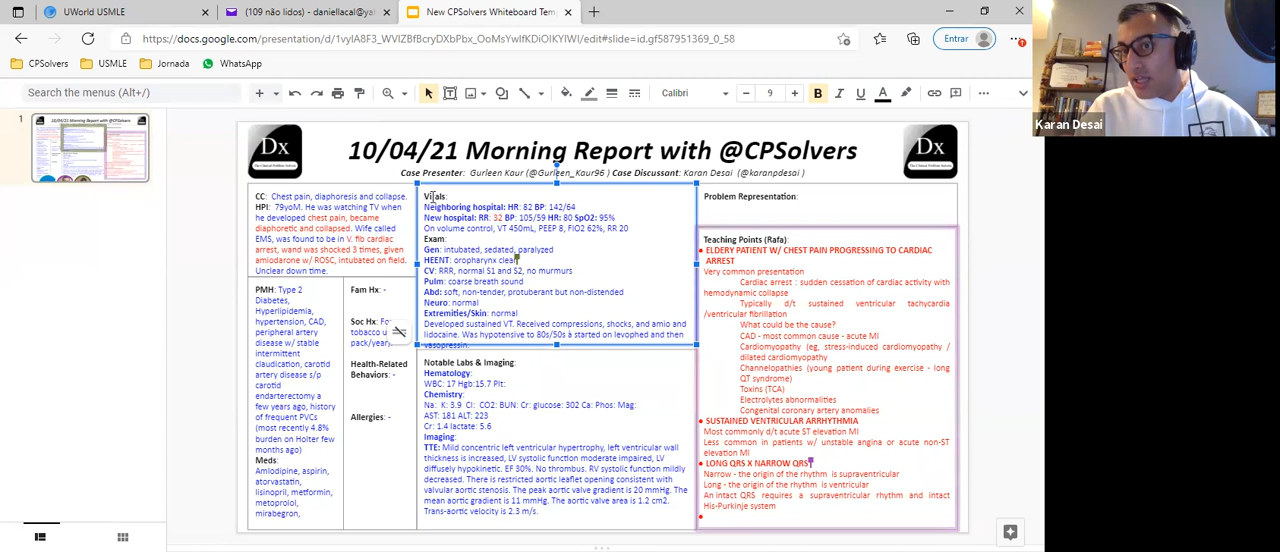 UWorld USMLE
(109 não lidos) - daniellacal@ya
New CPSolvers Whiteboard Tem
https://docs.google.com/presentation/d/1vyIA8F3_WVIZBfBcryDXbPbx_OoMsYwIfKDiOIKYIWI/edit#slide=id.gf587951369_0_58
Entrar
CPSolvers
USMLE
Jornada
WhatsApp
Search the menus (Alt+/)
Calibri
9
B
I
U
A
Karan Desai
1
Dx
10/04/21 Morning Report with @CPSolvers
Case Presenter: Gurleen Kaur (@Gurleen_Kaur96 ) Case Discussant: Karan Desai (@karanpdesai )
Dx
CC: Chest pain, diaphoresis and collapse.
HPI: 79yoM. He was watching TV when
he developed chest pain, became
diaphoretic and collapsed. Wife called
EMS, was found to be in V. fib cardiac
arrest, wand was shocked 3 times, given
amiodarone w/ ROSC, intubated on field.
Unclear down time.
PMH: Type 2
Diabetes,
Hyperlipidemia,
hypertension, CAD,
peripheral artery
disease w/ stable
intermittent
claudication, carotid
artery disease s/p
carotid
endarterectomy a
few years ago, history
of frequent PVCs
(most recently 4.8%
burden on Holter few
months ago)
Meds:
Amlodipine, aspirin,
atorvastatin,
lisinopril, metformin,
metoprolol,
mirabegron,
Fam Hx: -
Soc Hx: Fo
tobacco u
pack/year
Health-Related
Behaviors: -
Allergies: -
Vitals:
Neighboring hospital: HR: 82 BP: 142/64
New hospital: RR: 32 BP: 105/59 HR: 80 SpO2: 95%
On volume control, VT 450mL, PEEP 8, FIO2 62%, RR 20
Exam:
Gen: intubated, sedated, paralyzed
HEENT: oropharynx clear
CV: RRR, normal S1 and S2, no murmurs
Pulm: coarse breath sound
Abd: soft, non-tender, protuberant but non-distended
Neuro: normal
Extremities/Skin: normal
Developed sustained VT. Received compressions, shocks, and amio and
lidocaine. Was hypotensive to 80s/50s à started on levophed and then
vasopressin.
Notable Labs & Imaging:
Hematology:
WBC: 17 Hgb:15.7 Plt:
Chemistry:
Na: K: 3.9 Cl: CO2: BUN: Cr: glucose: 302 Ca: Phos: Mag:
AST: 181 ALT: 223
Cr: 1.4 lactate: 5.6
Imaging:
TTE: Mild concentric left ventricular hypertrophy, left ventricular wall
thickness is increased, LV systolic function moderate impaired, LV
diffusely hypokinetic. EF 30%. No thrombus. RV systolic function mildly
decreased. There is restricted aortic leaflet opening consistent with
valvular aortic stenosis. The peak aortic valve gradient is 20 mmHg. The
mean aortic gradient is 11 mmHg. The aortic valve area is 1.2 cm2.
Trans-aortic velocity is 2.3 m/s.
Problem Representation:
Teaching Points (Rafa):
ELDERY PATIENT W/ CHEST PAIN PROGRESSING TO CARDIAC
ARREST
Very common presentation
Cardiac arrest : sudden cessation of cardiac activity with
hemodynamic collapse
Typically d/t sustained ventricular tachycardia
/ventricular fibrillation
What could be the cause?
CAD - most common cause - acute MI
Cardiomyopathy (eg, stress-induced cardiomyopathy /
dilated cardiomyopathy
Channelopathies (young patient during exercise - long
QT syndrome)
Toxins (TCA)
Electrolytes abnormalities
Congenital coronary artery anomalies
SUSTAINED VENTRICULAR ARRHYTHMIA
Most commonly d/t acute ST elevation MI
Less common in patients w/ unstable angina or acute non-ST
elevation MI
LONG QRS X NARROW QRS
Narrow - the origin of the rhythm is supraventricular
Long - the origin of the rhythm is ventricular
An intact QRS requires a supraventricular rhythm and intact
His-Purkinje system